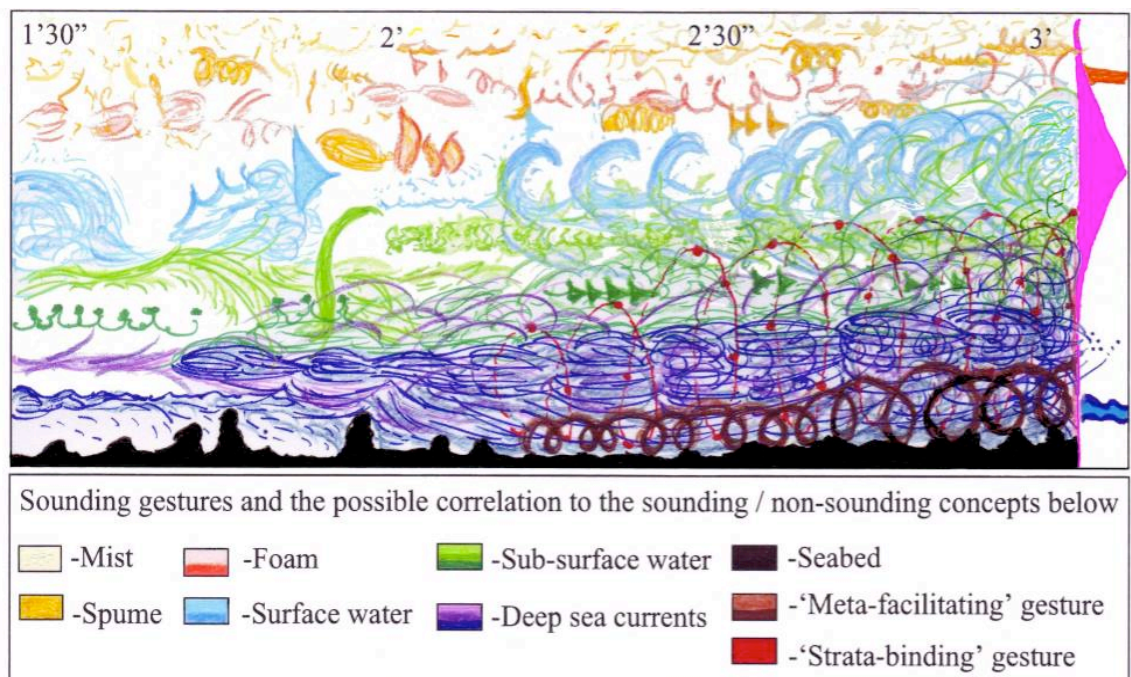 1’30” 2’ 2’30” 3’
Sounding gestures and the possible correlation to the sounding / non-sounding concepts below
-Mist -Foam -Sub-surface water -Seabed
-Spume -Surface water -Deep sea currents -‘Meta-facilitating’ gesture
-‘Strata-binding’ gesture